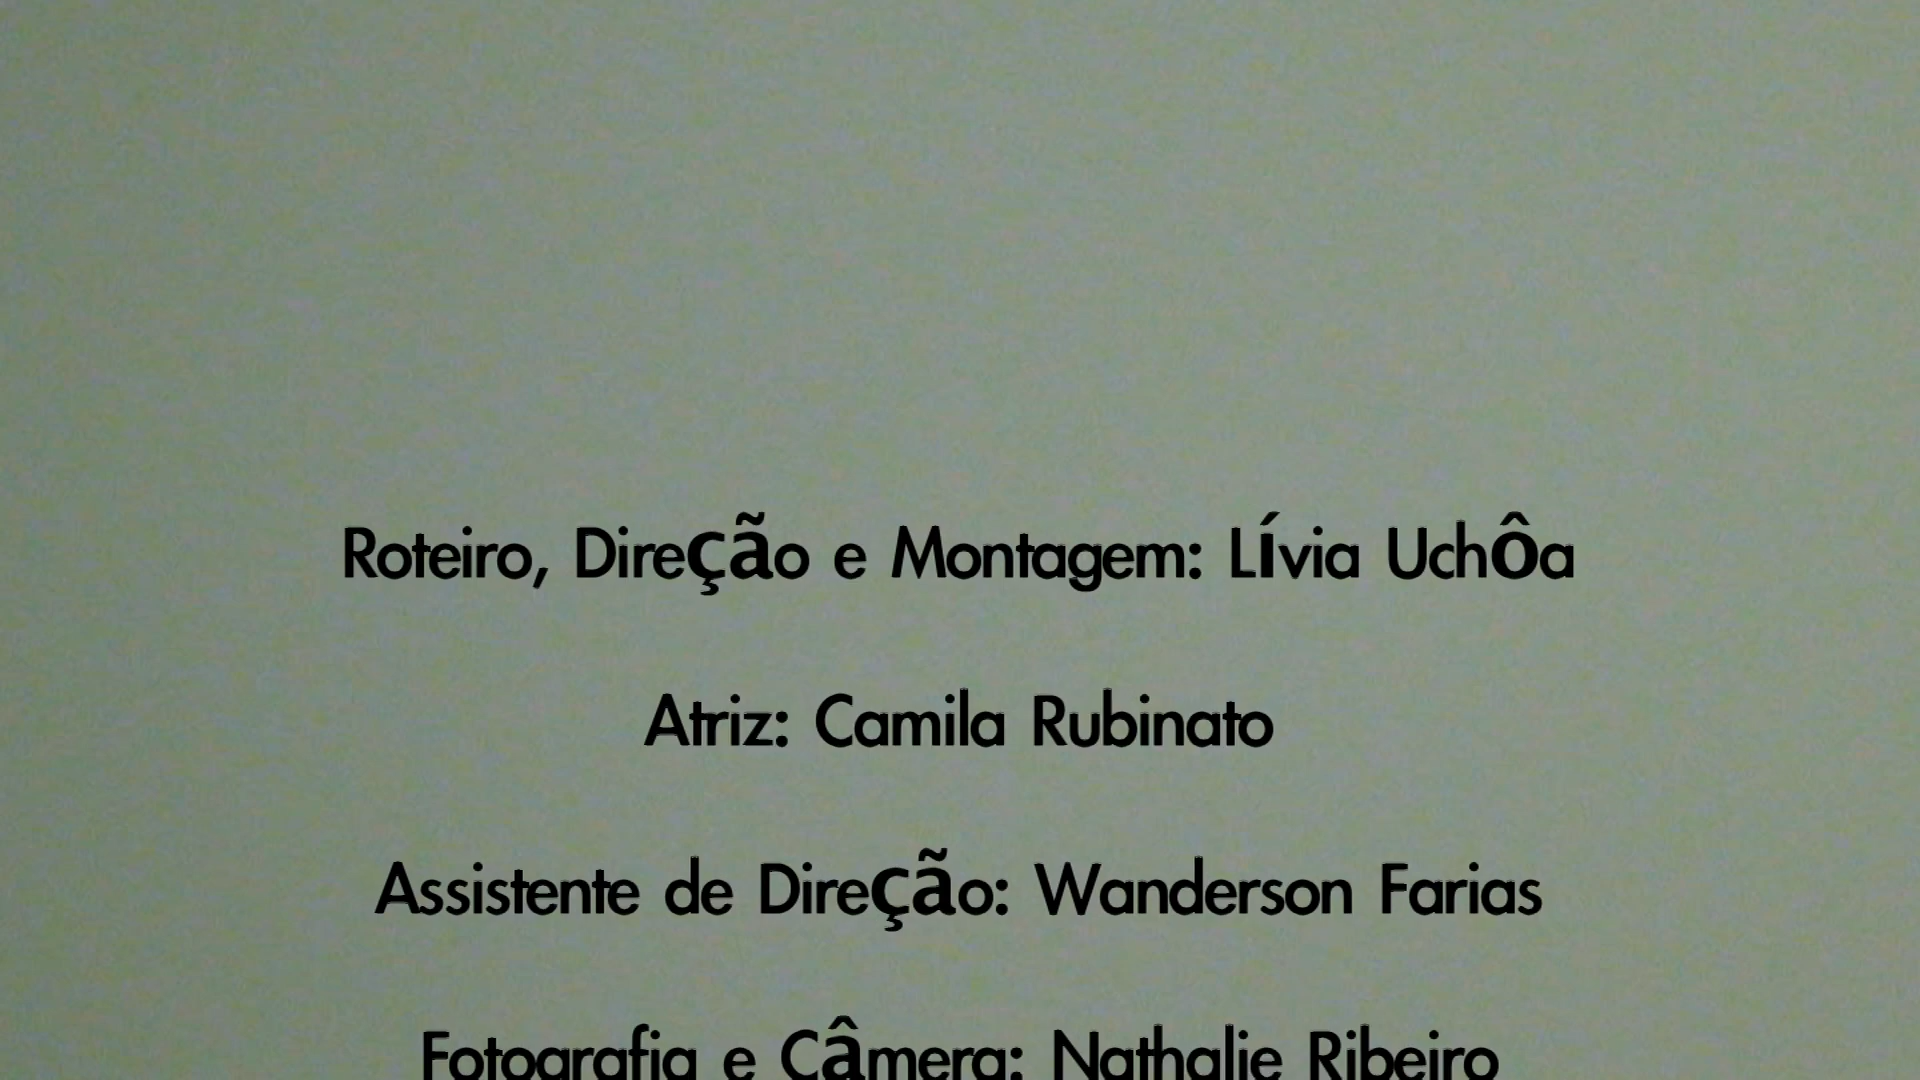 Roteiro, Direção e Montagem: Lívia Uchôa
Atriz: Camila Rubinato
Assistente de Direção: Wanderson Farias
Fotografia e Câmera: Nathalie Ribeiro